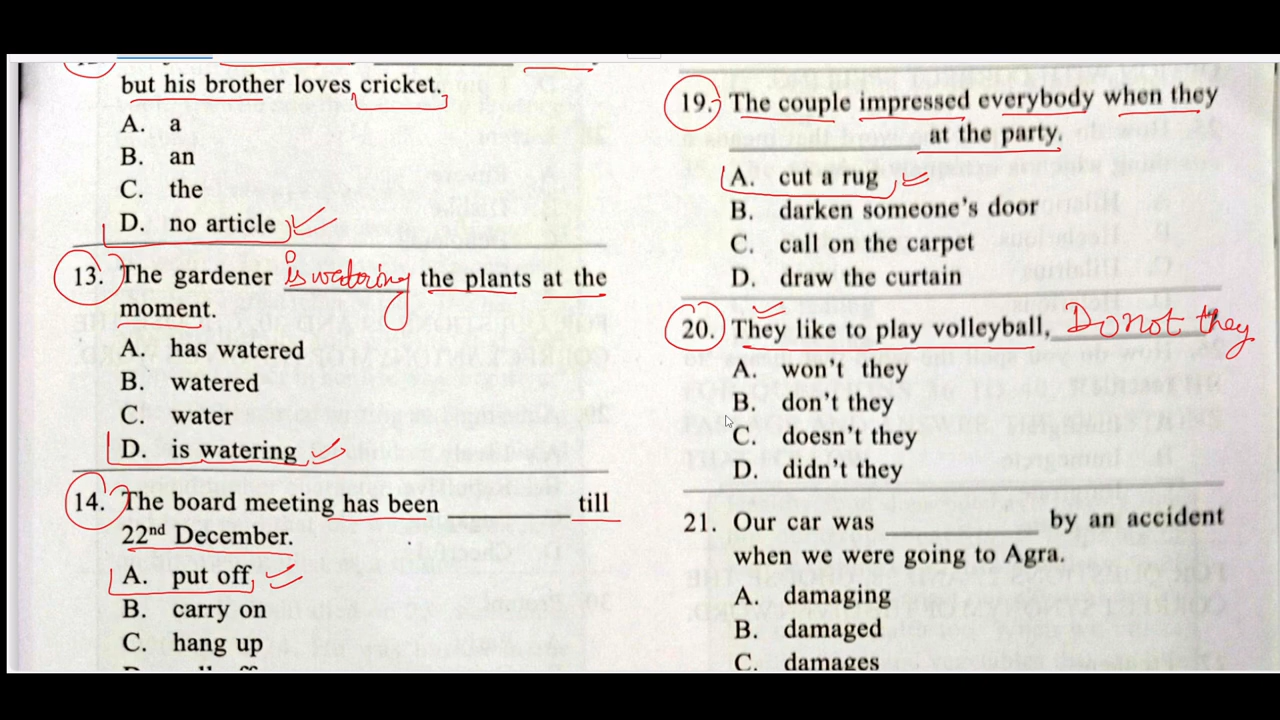 but his brother loves cricket.
A. a
B. an
C. the
D. no article
13. The gardener is watering the plants at the
moment.
A. has watered
B. watered
C. water
D. is watering
14. The board meeting has been ________ till
22nd December.
A. put off
B. carry on
C. hang up
19. The couple impressed everybody when they
________ at the party.
A. cut a rug
B. darken someone's door
C. call on the carpet
D. draw the curtain
20. They like to play volleyball, Do not they
A. won't they
B. don't they
C. doesn't they
D. didn't they
21. Our car was ________ by an accident
when we were going to Agra.
A. damaging
B. damaged
C. damages